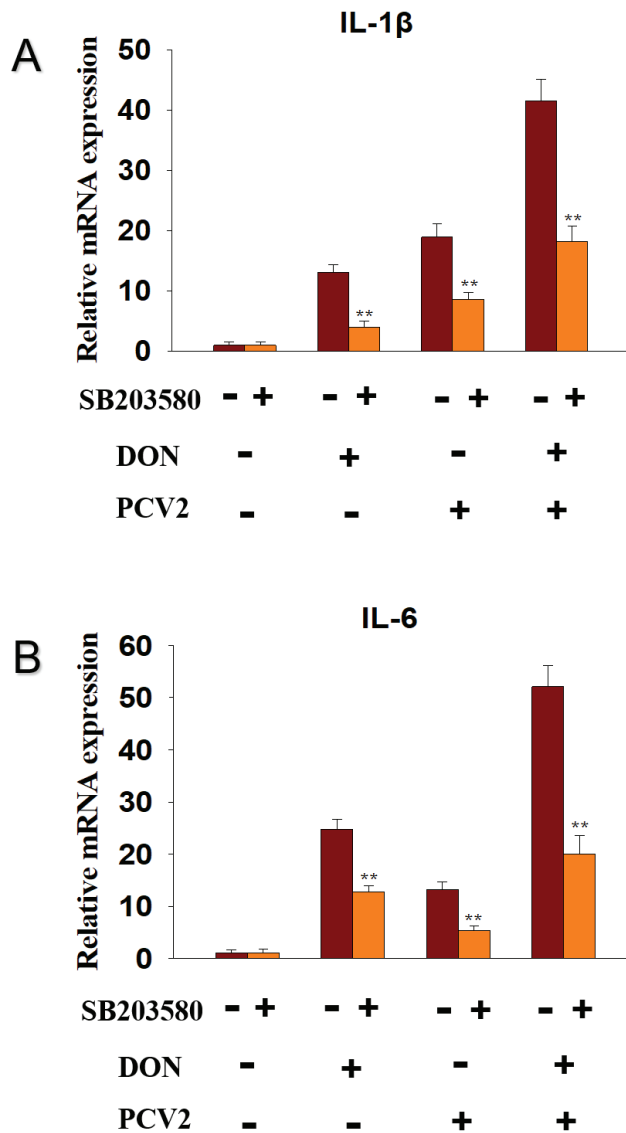 IL-1β
A
Relative mRNA expression
50
40
30
20
10
0
** ** **
SB203580 - + - + - + - +
DON - + - +
PCV2 - - + +
IL-6
B
Relative mRNA expression
60
50
40
30
20
10
0
** ** **
SB203580 - + - + - + - +
DON - + - +
PCV2 - - + +